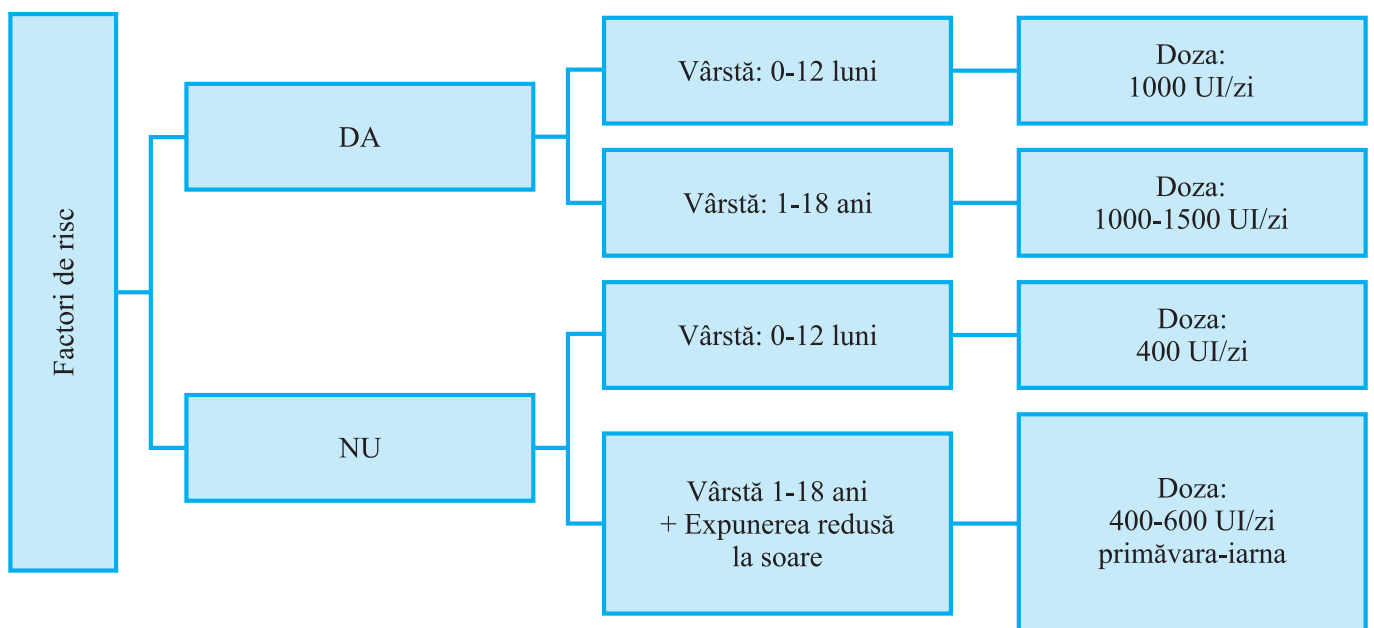 Factori de risc
DA
Vârstă: 0-12 luni
Doza:
1000 UI/zi
Vârstă: 1-18 ani
Doza:
1000-1500 UI/zi
NU
Vârstă: 0-12 luni
Doza:
400 UI/zi
Vârstă 1-18 ani
+ Expunerea redusă
la soare
Doza:
400-600 UI/zi
primăvara-iarna